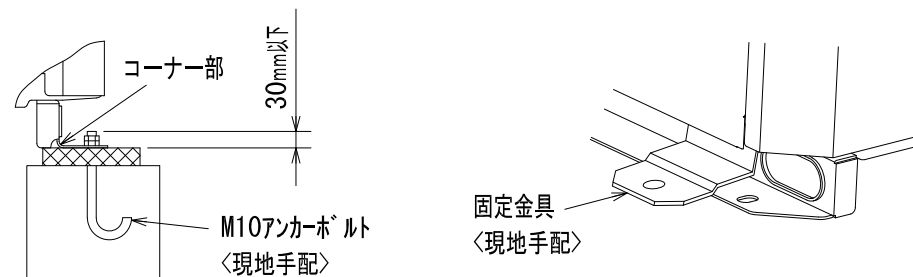 コーナー部
30mm以下
M10アンカーボルト
〈現地手配〉
固定金具
〈現地手配〉